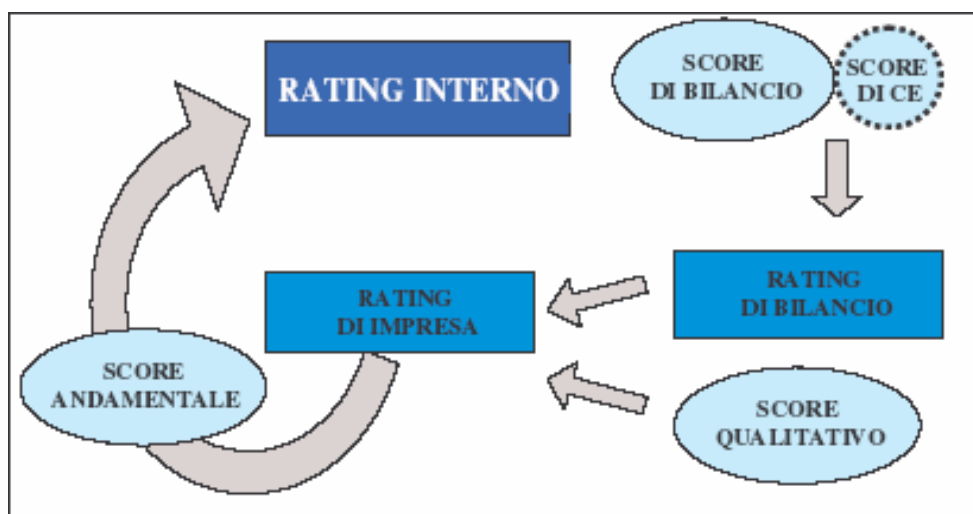 RATING INTERNO
SCORE
DI BILANCIO
SCORE
DI CE
RATING
DI BILANCIO
RATING
DI IMPRESA
SCORE
ANDAMENTALE
SCORE
QUALITATIVO